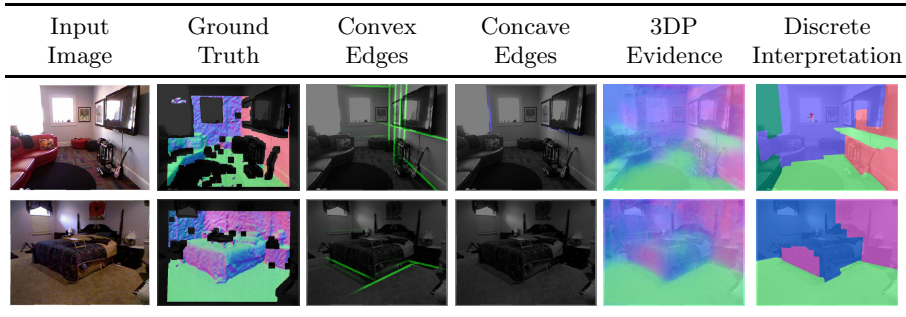 Input Ground Convex Concave 3DP Discrete
Image Truth Edges Edges Evidence Interpretation